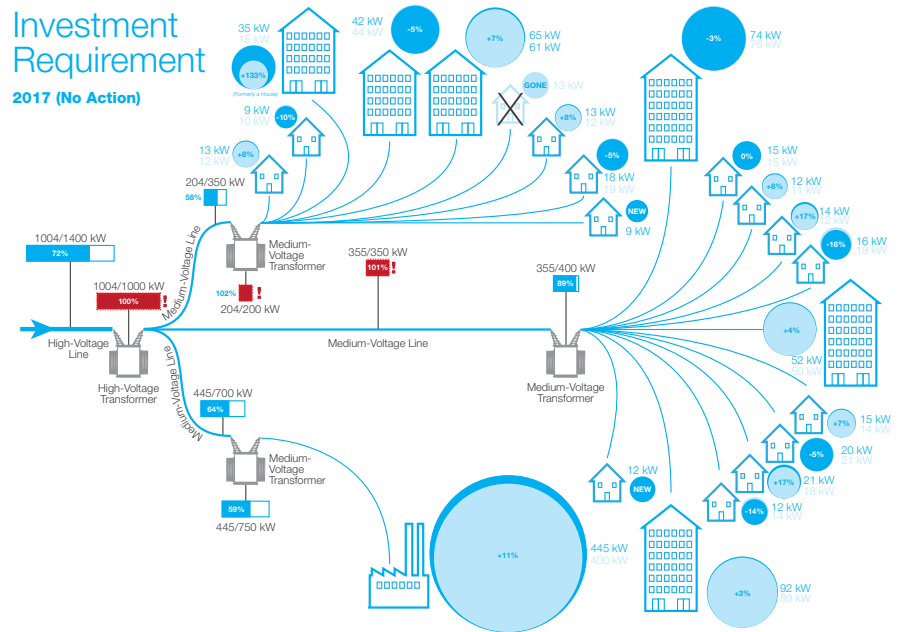 Investment
Requirement
2017 (No Action)
35 kW
15 kW
+133%
(Formerly a House)
42 kW
44 kW
-5%
+7%
65 kW
61 kW
GONE
13 kW
-3%
74 kW
76 kW
9 kW
10 kW
-10%
13 kW
12 kW
+8%
+8%
13 kW
12 kW
-5%
18 kW
19 kW
NEW
9 kW
0%
15 kW
15 kW
+8%
12 kW
11 kW
+17%
14 kW
12 kW
-16%
16 kW
19 kW
204/350 kW
58%
1004/1400 kW
72%
1004/1000 kW
100%
!
Medium-Voltage Line
Medium-
Voltage
Transformer
102%
!
204/200 kW
355/350 kW
101%
!
355/400 kW
89%
High-Voltage
Line
High-Voltage
Transformer
Medium-Voltage Line
Medium-Voltage Line
Medium-Voltage
Transformer
+4%
52 kW
50 kW
445/700 kW
64%
Medium-
Voltage
Transformer
59%
445/750 kW
+7%
15 kW
14 kW
-5%
20 kW
21 kW
+17%
21 kW
18 kW
-14%
12 kW
14 kW
12 kW
NEW
+11%
445 kW
400 kW
+3%
92 kW
89 kW